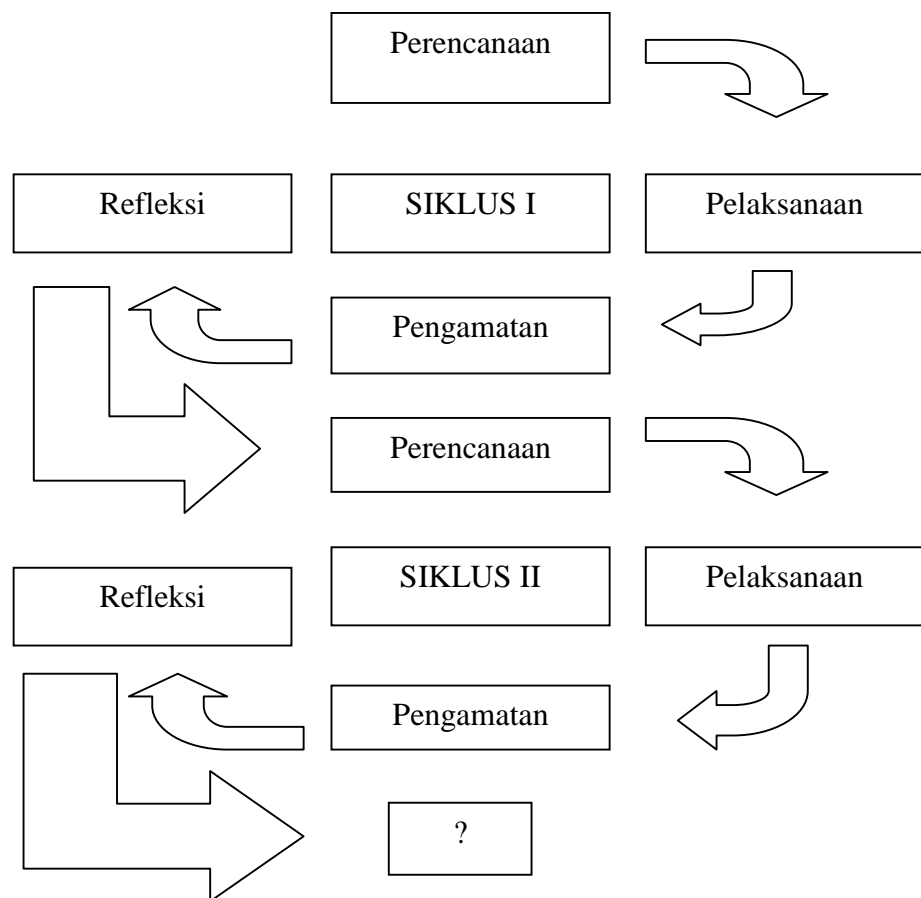 Perencanaan
Refleksi
SIKLUS I
Pelaksanaan
Pengamatan
Perencanaan
Refleksi
SIKLUS II
Pelaksanaan
Pengamatan
?